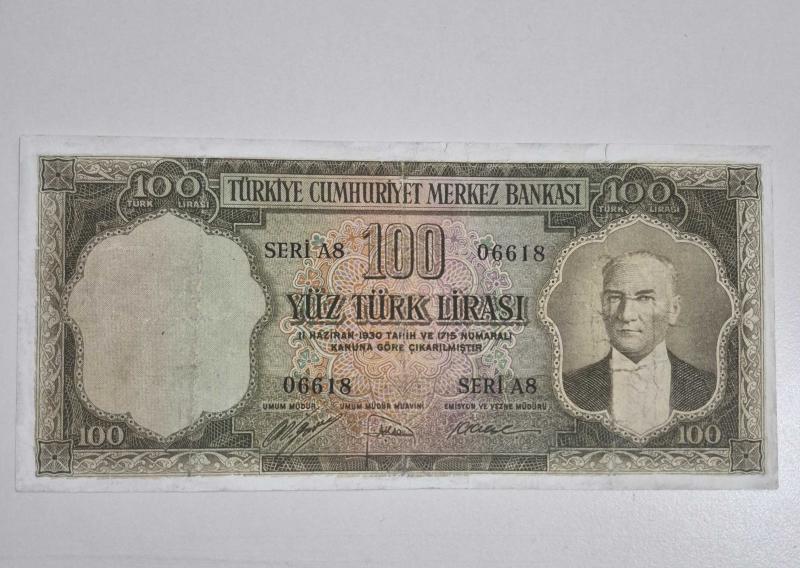 100 TÜRKİYE CUMHURİYET MERKEZ BANKASI 100
TÜRK LİRASI TÜRK LİRASI
SERİ A8 100 06618
YÜZ TÜRK LİRASI
11 HAZİRAN 1930 TARİH VE 1715 NUMARALI
KANUNA GÖRE ÇIKARILMIŞTIR
06618 SERİ A8
UMUM MÜDÜR UMUM MÜDÜR MUAVİNİ EMİSYON VE VEZNE MÜDÜRÜ
100 100